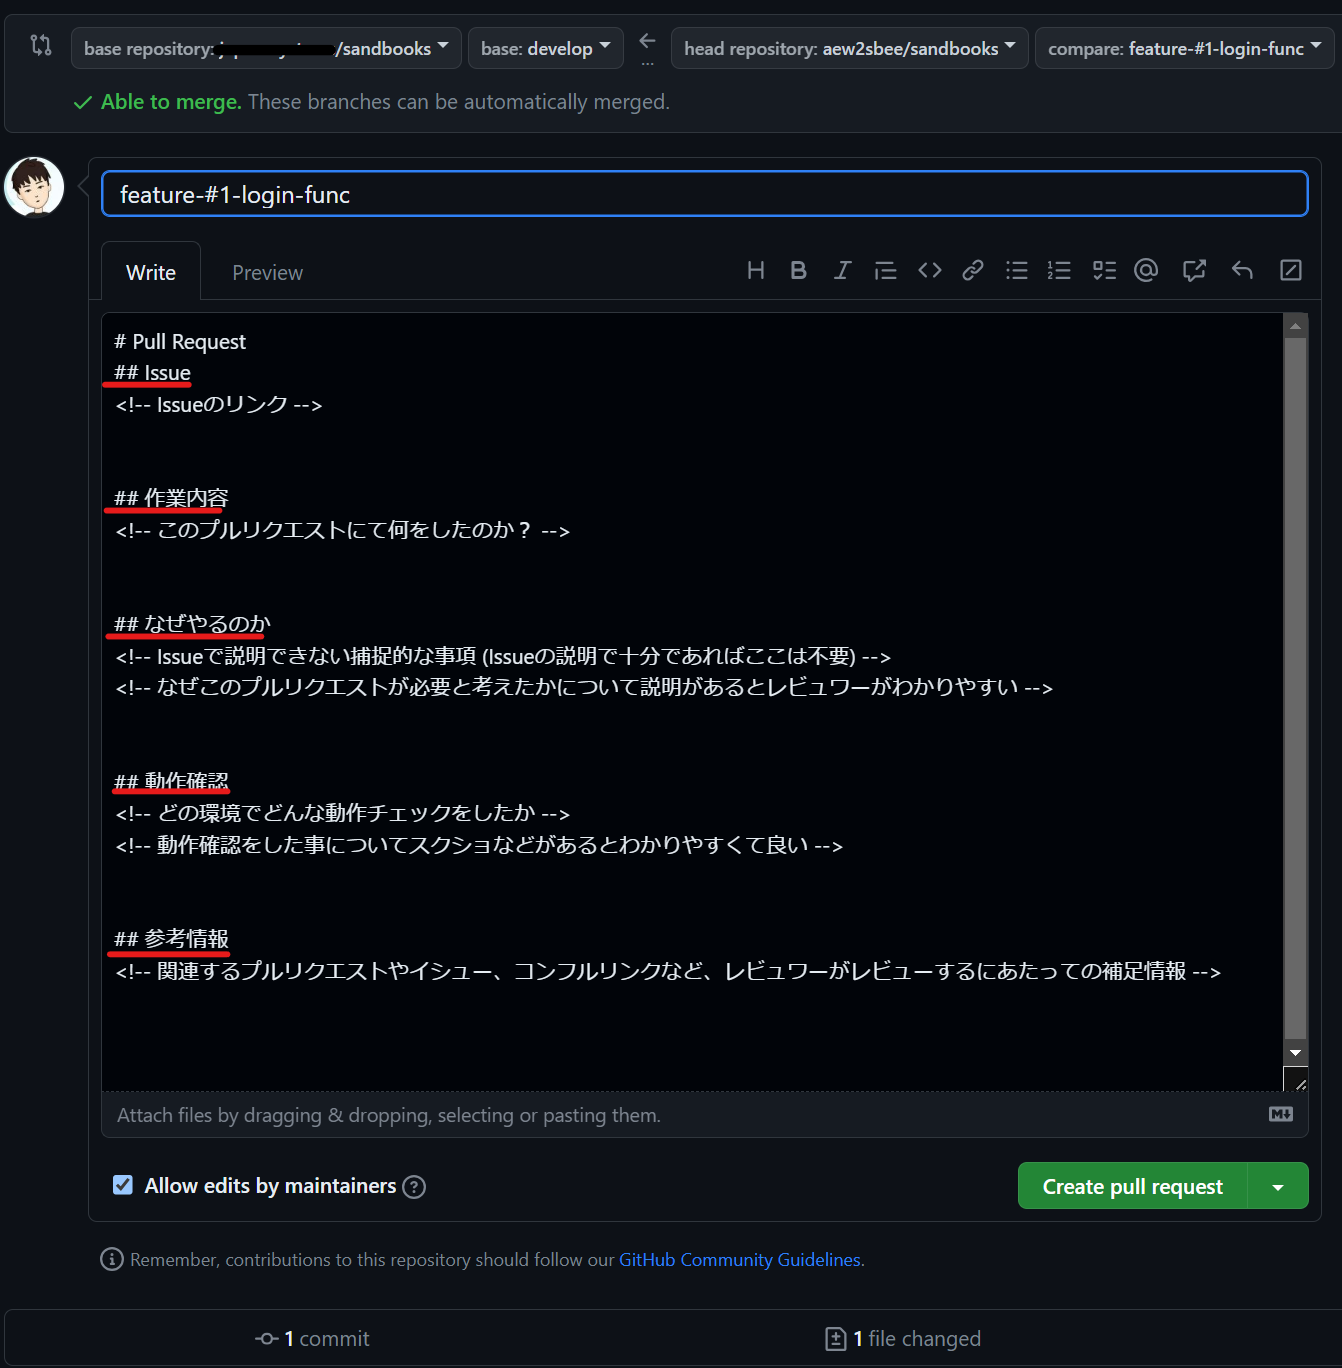 base repository: /sandbooks
base: develop
...
head repository: aew2sbee/sandbooks
compare: feature-#1-login-func
Able to merge. These branches can be automatically merged.
feature-#1-login-func
Write
Preview
# Pull Request
## Issue
<!-- Issueのリンク -->
## 作業内容
<!-- このプルリクエストにて何をしたのか？ -->
## なぜやるのか
<!-- Issueで説明できない捕捉的な事項 (Issueの説明で十分であればここは不要) -->
<!-- なぜこのプルリクエストが必要と考えたかについて説明があるとレビュワーがわかりやすい -->
## 動作確認
<!-- どの環境でどんな動作チェックをしたか -->
<!-- 動作確認をした事についてスクショなどがあるとわかりやすくて良い -->
## 参考情報
<!-- 関連するプルリクエストやイシュー、コンフルリンクなど、レビュワーがレビューするにあたっての補足情報 -->
Attach files by dragging & dropping, selecting or pasting them.
Allow edits by maintainers
Create pull request
Remember, contributions to this repository should follow our GitHub Community Guidelines.
1 commit
1 file changed